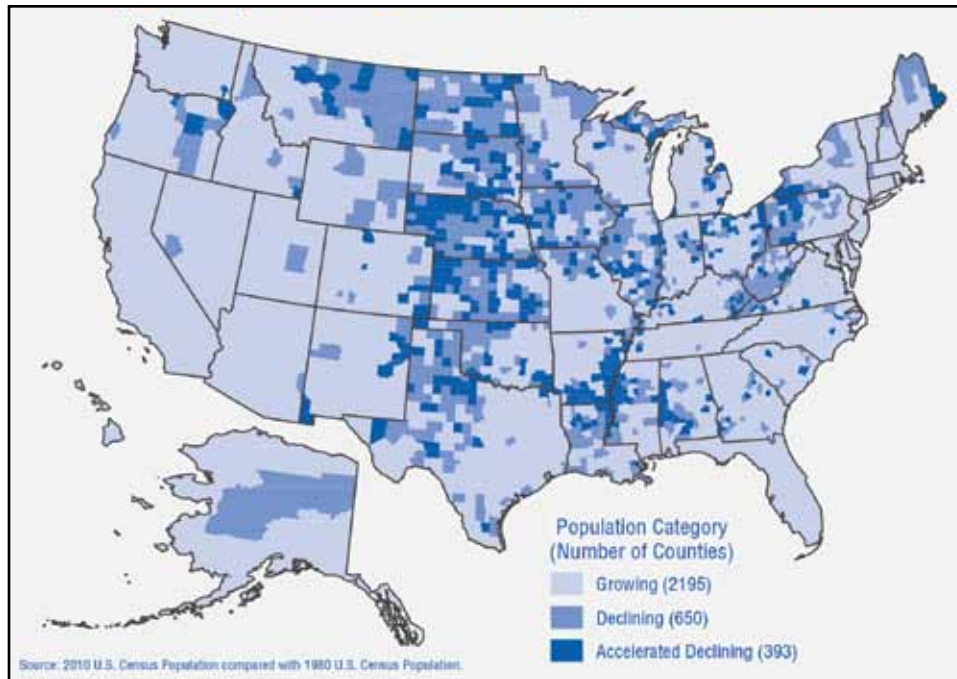 Population Category
(Number of Counties)
Growing (2195)
Declining (650)
Accelerated Declining (393)
Source: 2010 U.S. Census Population compared with 1980 U.S. Census Population.